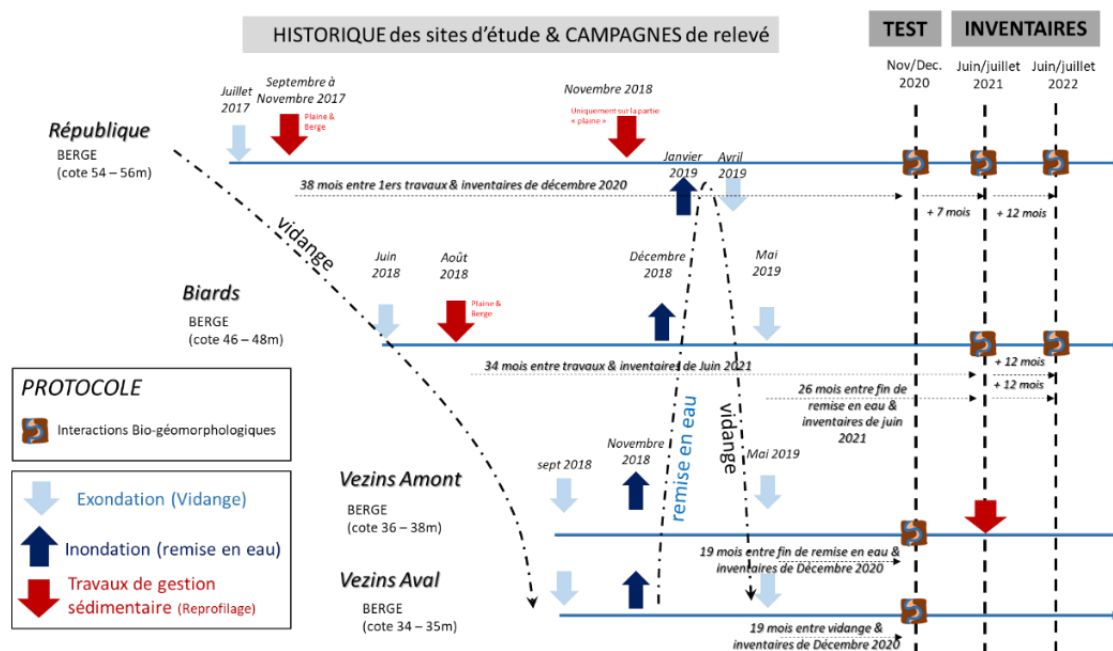 HISTORIQUE des sites d'étude & CAMPAGNES de relevé
TEST
INVENTAIRES
Nov/Dec.
2020
Juin/juillet
2021
Juin/juillet
2022
Juillet
2017
Septembre à
Novembre 2017
Plaine &
Berge
Novembre 2018
Uniquement sur la partie
« plaine »
République
BERGE
(cote 54 – 56m)
Janvier
2019
Avril
2019
38 mois entre 1ers travaux & inventaires de décembre 2020
+ 7 mois
+ 12 mois
vidange
Juin
2018
Août
2018
Plaine &
Berge
Décembre
2018
Mai
2019
Biards
BERGE
(cote 46 – 48m)
34 mois entre travaux & inventaires de Juin 2021
+ 12 mois
+ 12 mois
26 mois entre fin de
remise en eau &
inventaires de juin
2021
remise en eau
vidange
PROTOCOLE
Interactions Bio-géomorphologiques
Exondation (Vidange)
Inondation (remise en eau)
Travaux de gestion
sédimentaire (Reprofilage)
sept 2018
Novembre
2018
Mai 2019
Vezins Amont
BERGE
(cote 36 – 38m)
19 mois entre fin de remise en eau &
inventaires de Décembre 2020
Vezins Aval
BERGE
(cote 34 – 35m)
19 mois entre vidange &
inventaires de Décembre 2020